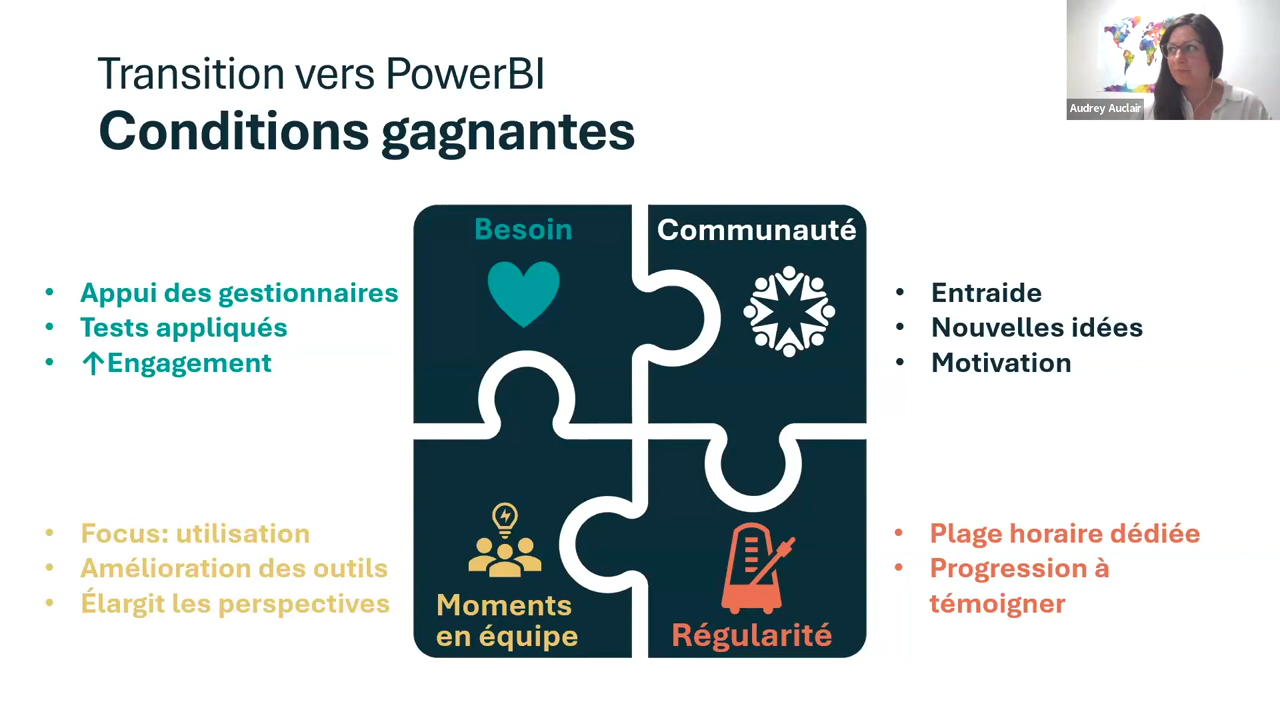 Transition vers PowerBI
Conditions gagnantes
Audrey Auclair
Besoin
Communauté
• Appui des gestionnaires
• Tests appliqués
• ↑Engagement
• Entraide
• Nouvelles idées
• Motivation
• Focus: utilisation
• Amélioration des outils
• Élargit les perspectives
Moments
en équipe
Régularité
• Plage horaire dédiée
• Progression à
témoigner